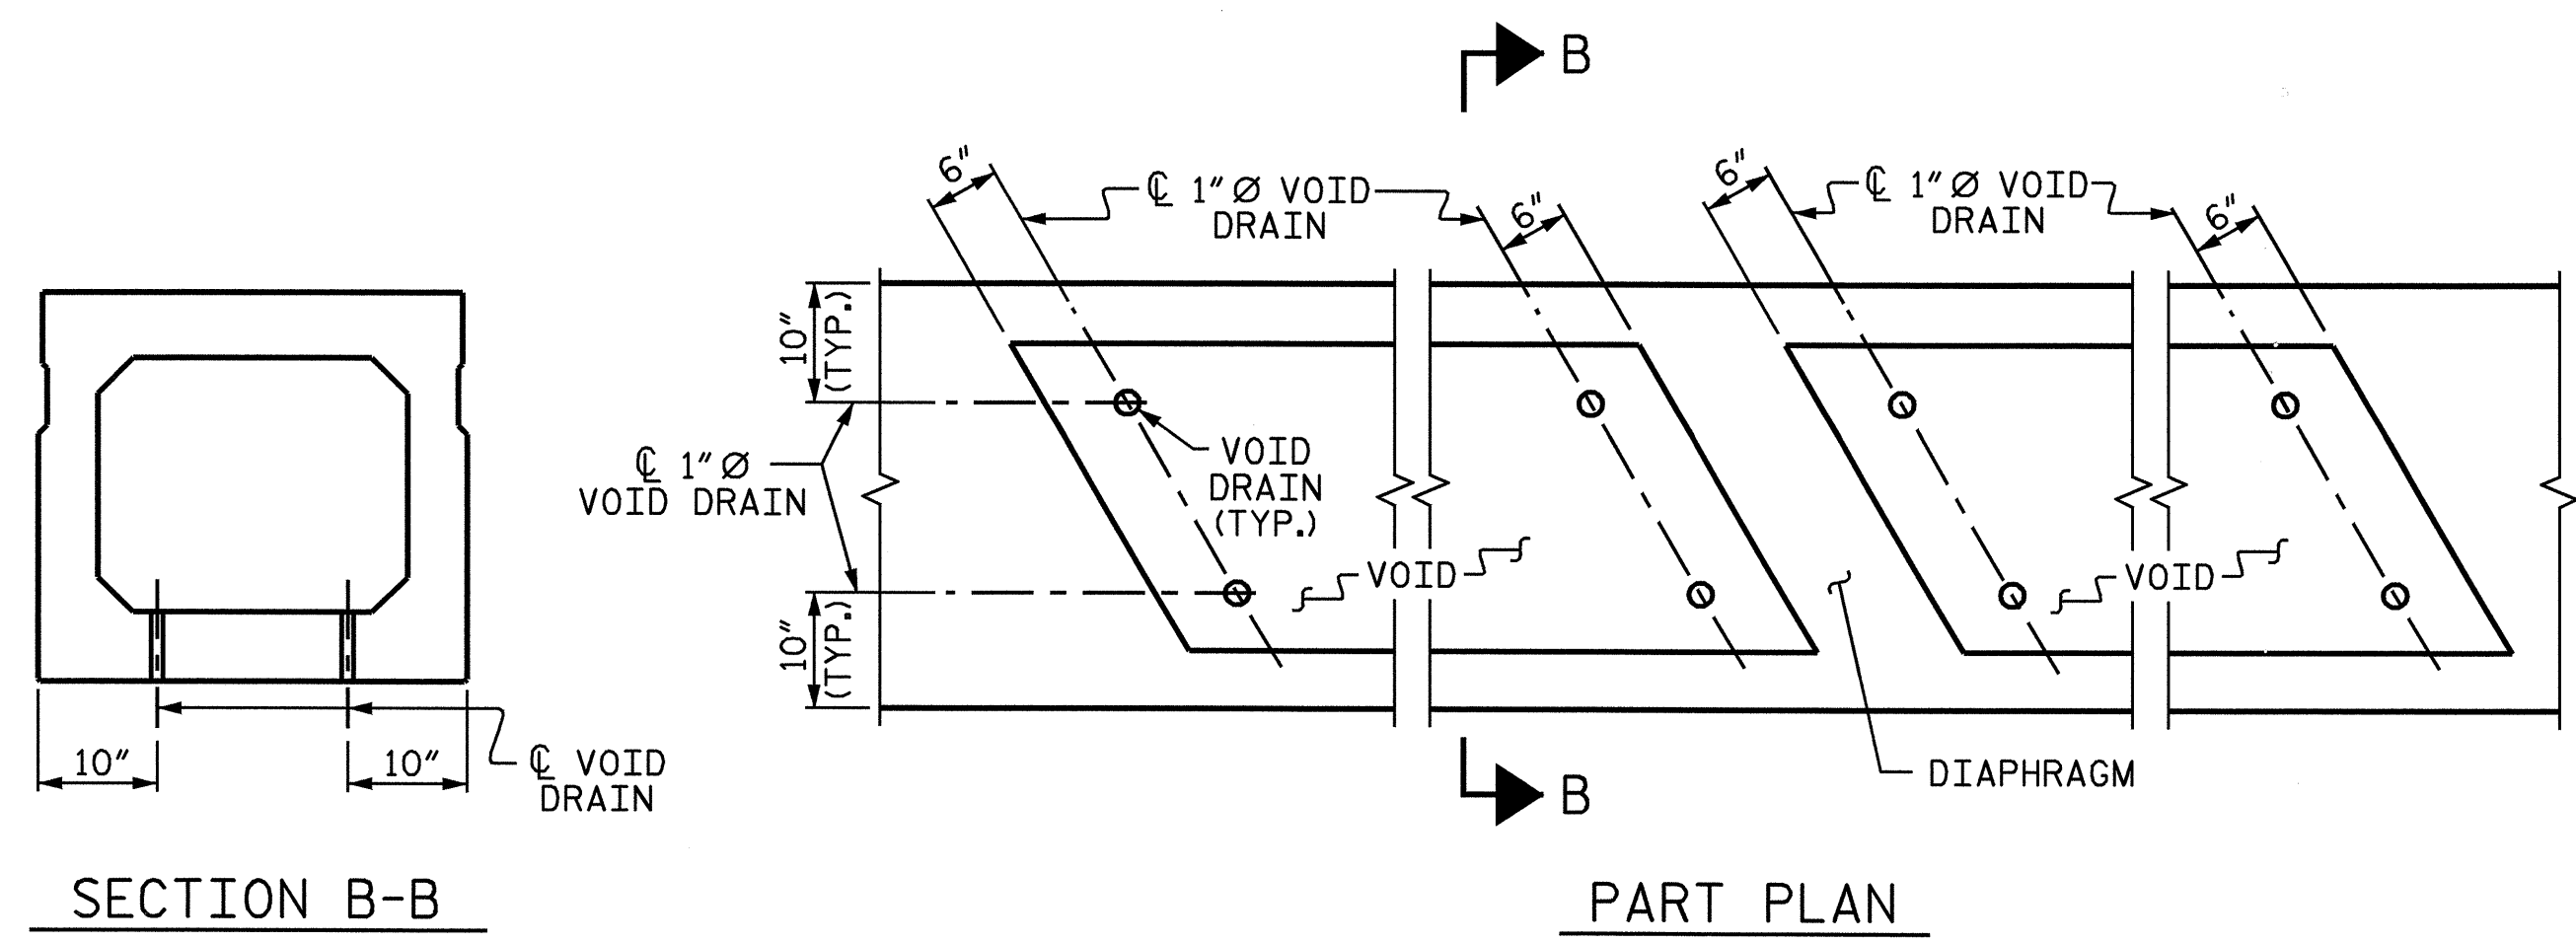 B
6"
℄ 1" Ø VOID
DRAIN
6"
6"
℄ 1" Ø VOID
DRAIN
6"
10"
(TYP.)
℄ 1" Ø
VOID DRAIN
VOID
DRAIN
(TYP.)
VOID
VOID
10"
(TYP.)
10"
10"
℄ VOID
DRAIN
DIAPHRAGM
B
SECTION B-B
PART PLAN